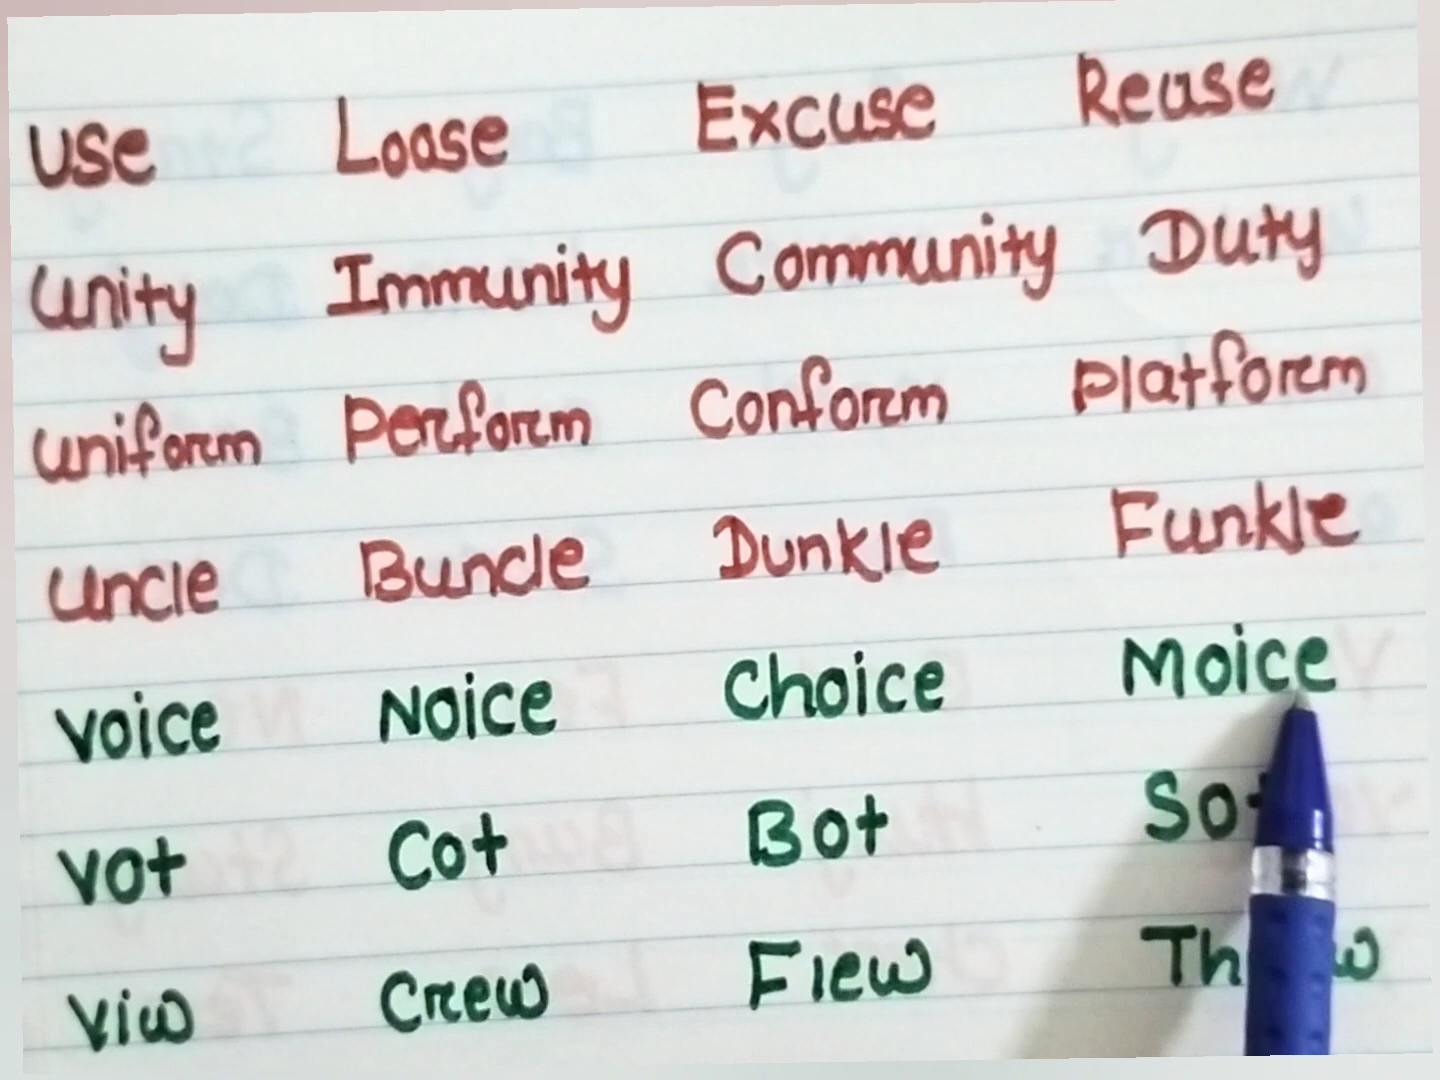 Use Loose Excuse Reuse
Unity Immunity Community Duty
Uniform Perform Conform Platform
Uncle Buncle Dunkle Funkle
Voice Noice Choice Moice
Vot Cot Bot
Viw Crew Flew